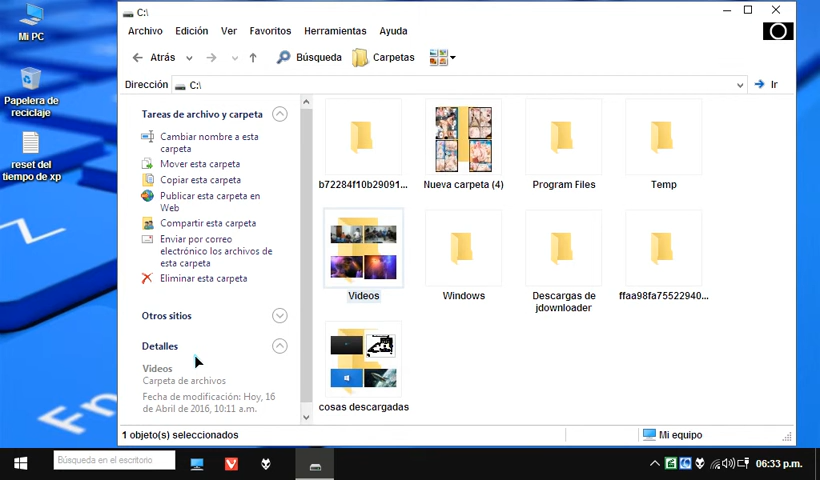 Mi PC
Papelera de
reciclaje
reset del
tiempo de xp
C:\
Archivo Edición Ver Favoritos Herramientas Ayuda
Atrás Búsqueda Carpetas
Dirección C:\ Ir
Tareas de archivo y carpeta
Cambiar nombre a esta
carpeta
Mover esta carpeta
Copiar esta carpeta
Publicar esta carpeta en
Web
Compartir esta carpeta
Enviar por correo
electrónico los archivos de
esta carpeta
Eliminar esta carpeta
Otros sitios
Detalles
Videos
Carpeta de archivos
Fecha de modificación: Hoy, 16
de Abril de 2016, 10:11 a.m.
b72284f10b29091... Nueva carpeta (4) Program Files Temp
Videos Windows Descargas de
jdownloader
ffaa98fa75522940...
cosas descargadas
1 objeto(s) seleccionados Mi equipo
Búsqueda en el escritorio
06:33 p.m.